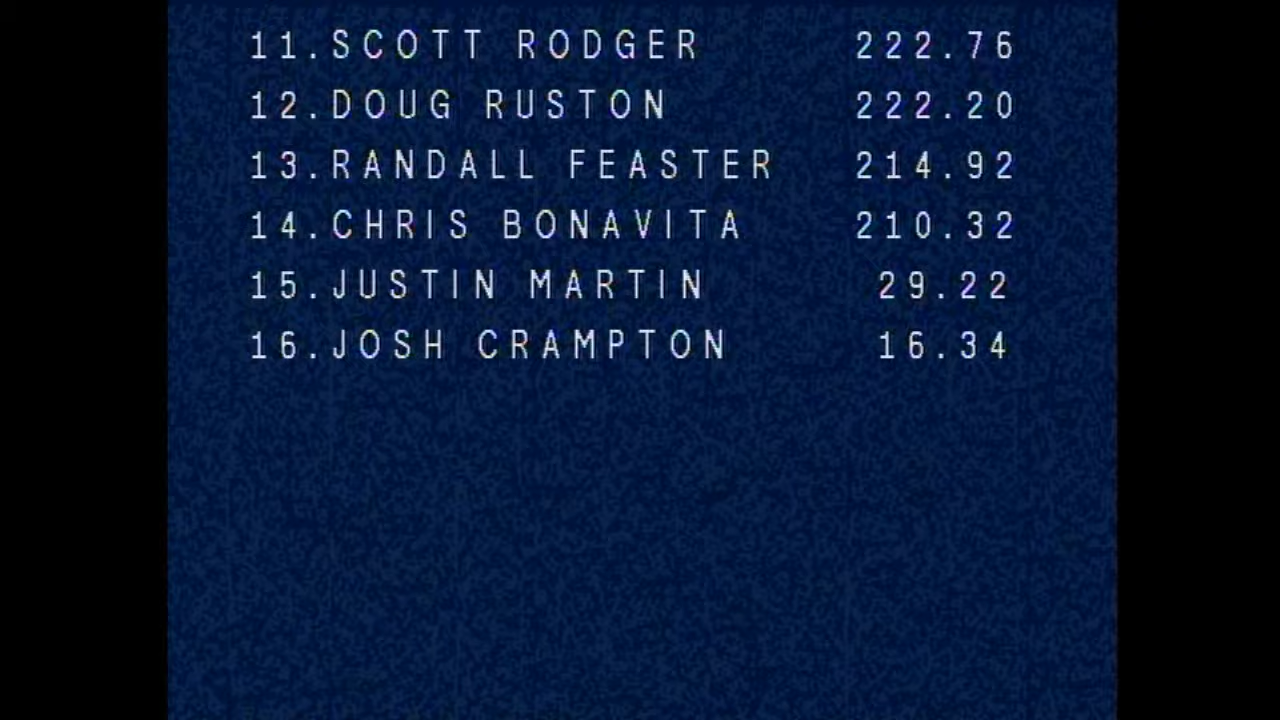 11.SCOTT RODGER 222.76
12.DOUG RUSTON 222.20
13.RANDALL FEASTER 214.92
14.CHRIS BONAVITA 210.32
15.JUSTIN MARTIN 29.22
16.JOSH CRAMPTON 16.34